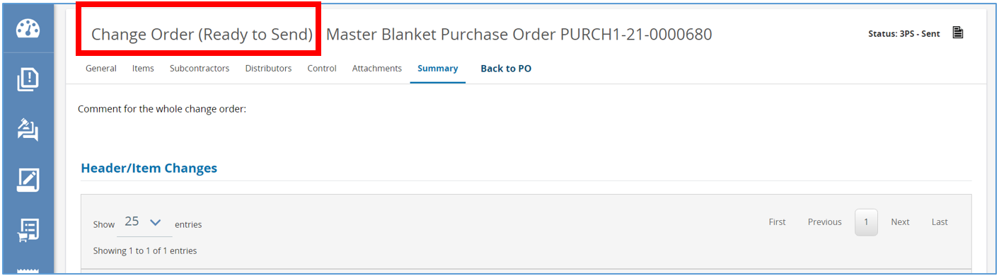 Change Order (Ready to Send) Master Blanket Purchase Order PURCH1-21-0000680
Status: 3PS - Sent
General Items Subcontractors Distributors Control Attachments Summary Back to PO
Comment for the whole change order:
Header/Item Changes
Show 25 entries
First Previous 1 Next Last
Showing 1 to 1 of 1 entries